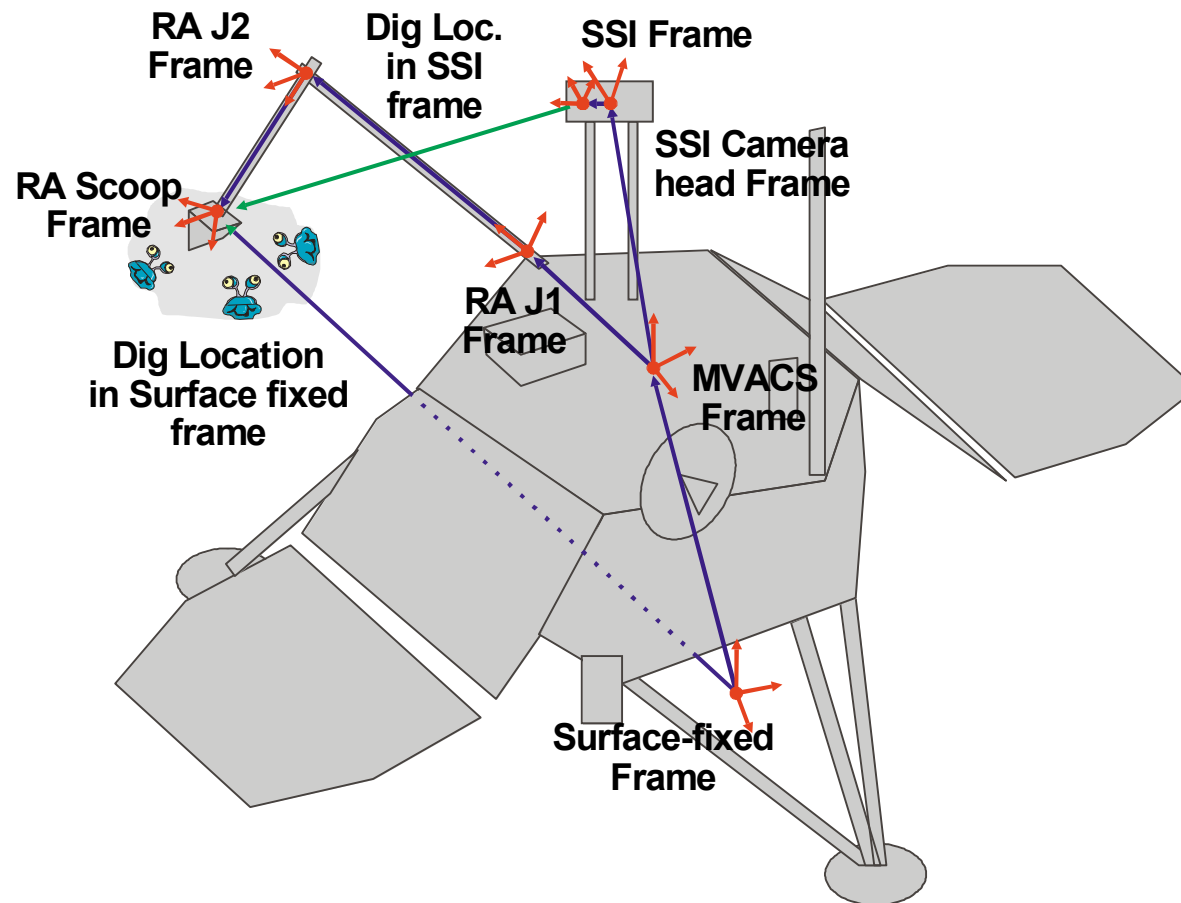 RA J2
Frame
Dig Loc.
in SSI
frame
SSI Frame
SSI Camera
head Frame
RA Scoop
Frame
RA J1
Frame
Dig Location
in Surface fixed
frame
MVACS
Frame
Surface-fixed
Frame